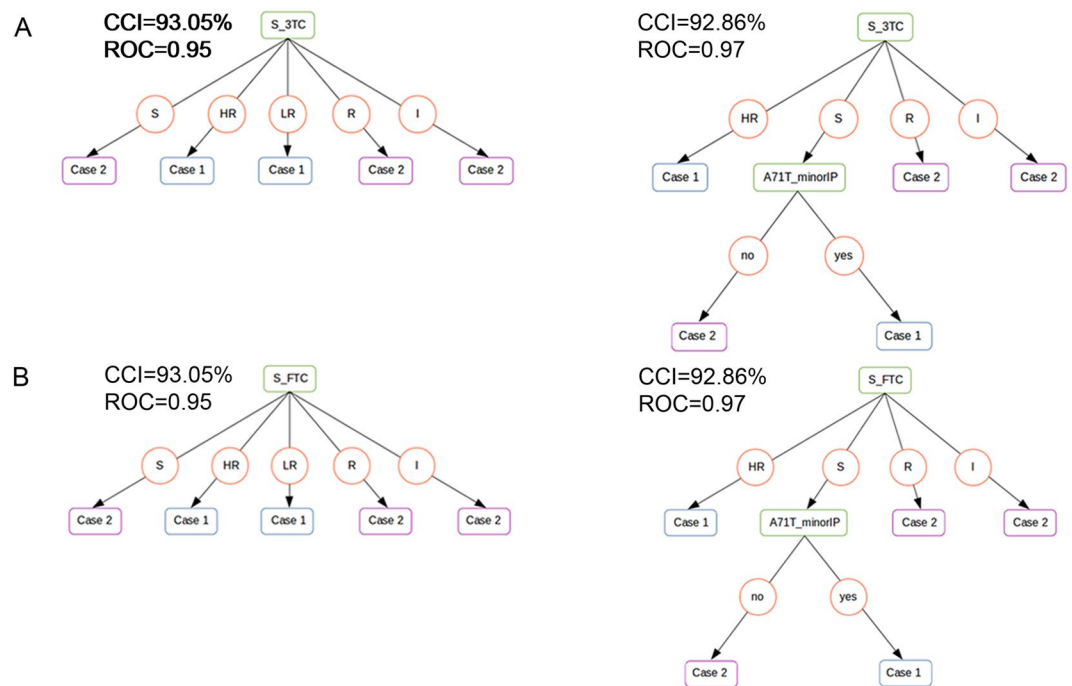 A
CCI=93.05%
ROC=0.95
S_3TC
S
HR
LR
R
I
Case 2
Case 1
Case 1
Case 2
Case 2
CCI=92.86%
ROC=0.97
S_3TC
HR
S
R
I
Case 1
A71T_minorIP
Case 2
Case 2
no
yes
Case 2
Case 1
B
CCI=93.05%
ROC=0.95
S_FTC
S
HR
LR
R
I
Case 2
Case 1
Case 1
Case 2
Case 2
CCI=92.86%
ROC=0.97
S_FTC
HR
S
R
I
Case 1
A71T_minorIP
Case 2
Case 2
no
yes
Case 2
Case 1